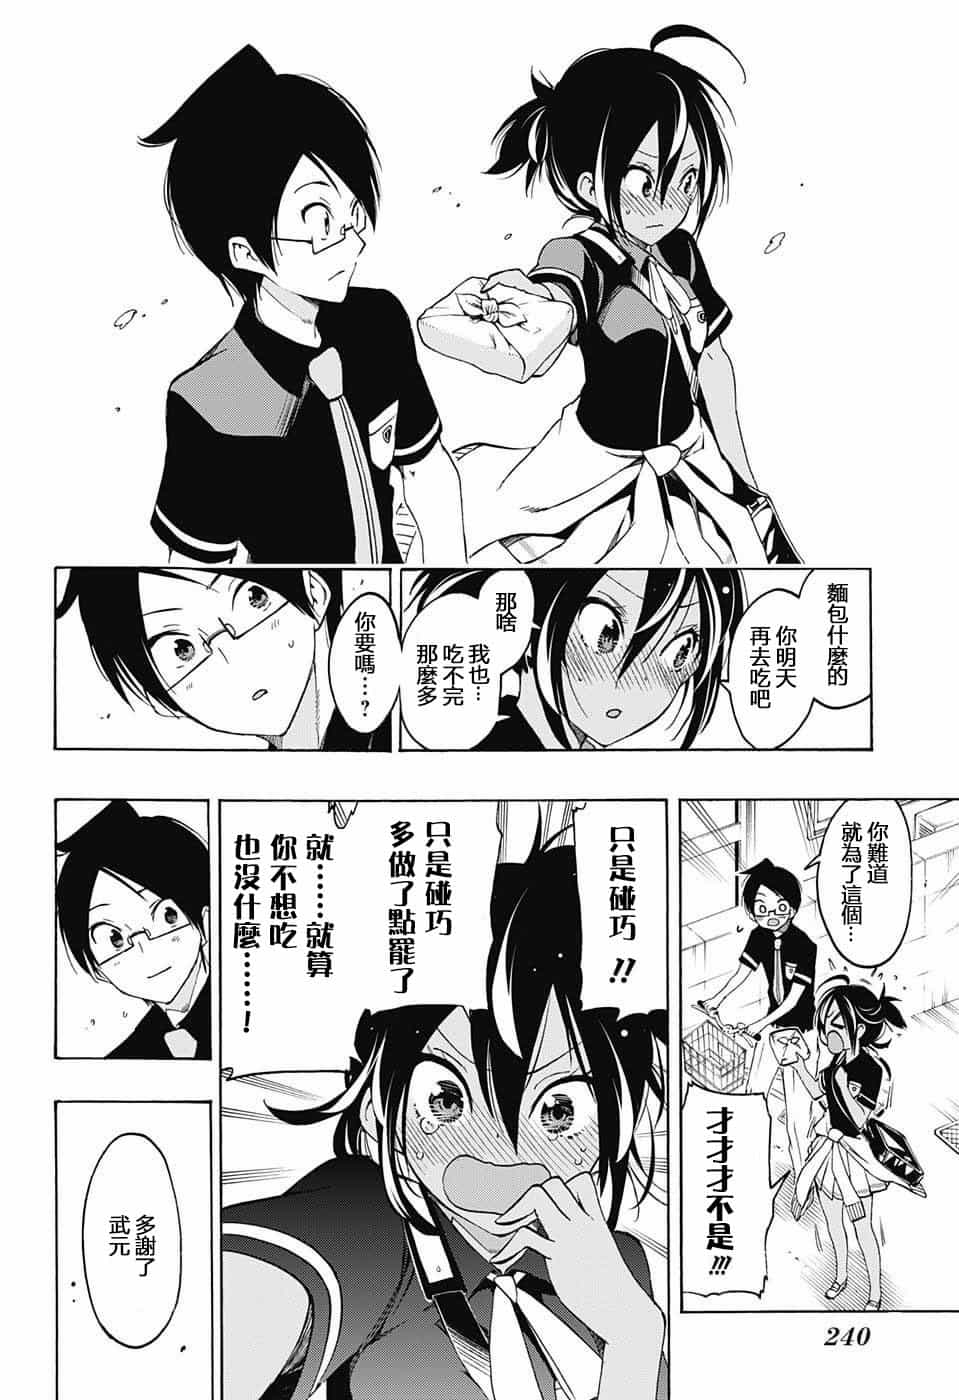 麵包什麼的
你明天
再去吃吧
那啥
我也…
吃不完
那麼多
你要嗎…？
你難道
就為了這個…
才才才不是!!!
只是碰巧!!
只是碰巧
多做了點罷了
就……就算
你不想吃
也沒什麼……!
多謝了
武元
240